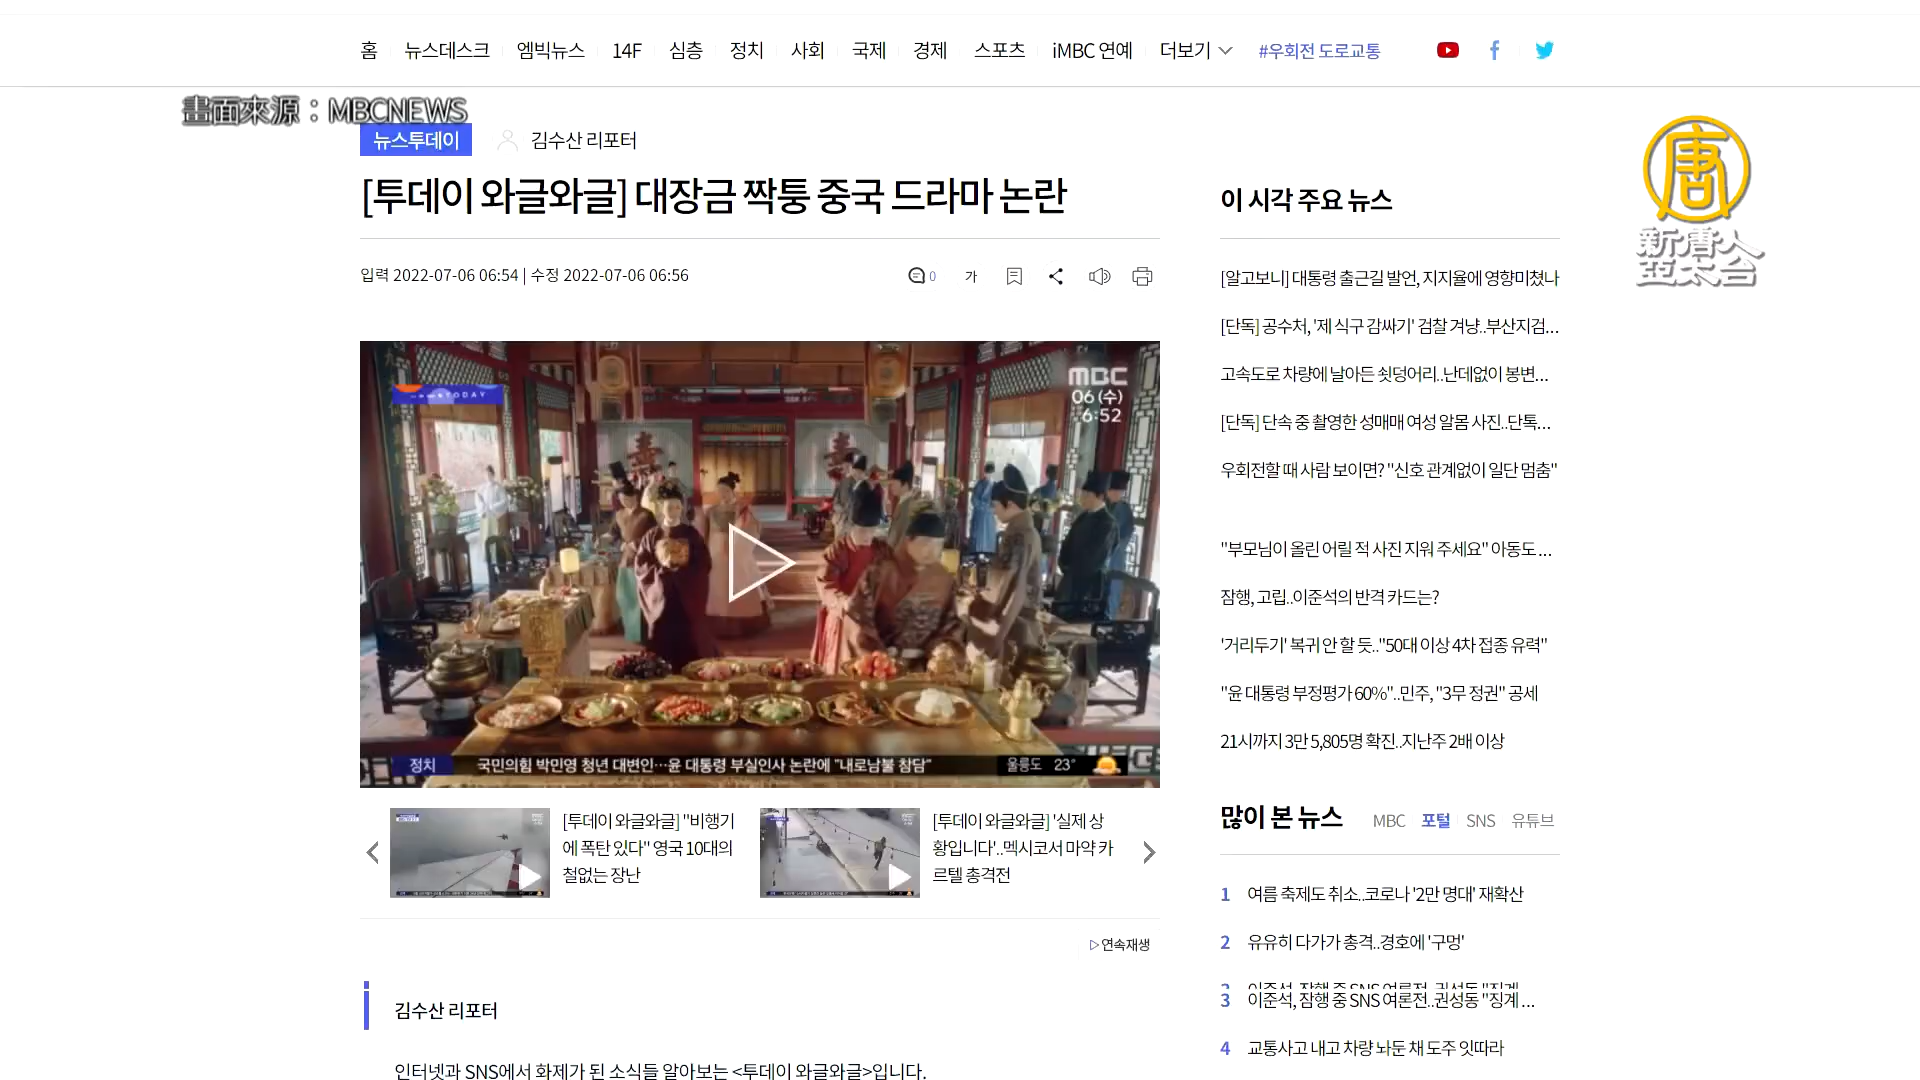 홈 뉴스데스크 엠빅뉴스 14F 심층 정치 사회 국제 경제 스포츠 iMBC 연예 더보기 #우회전 도로교통
畫面來源：MBCNEWS
뉴스투데이 김수산 리포터
[투데이 와글와글] 대장금 짝퉁 중국 드라마 논란
입력 2022-07-06 06:54 | 수정 2022-07-06 06:56
0 가
MBC
06 (수)
6:52
TODAY
정치 국민의힘 박민영 청년 대변인…윤 대통령 부실인사 논란에 "내로남불 참담" 울릉도 23°
[투데이 와글와글] "비행기
에 폭탄 있다" 영국 10대의
철없는 장난
[투데이 와글와글] '실제 상
황입니다'..멕시코서 마약 카
르텔 총격전
▷연속재생
김수산 리포터
인터넷과 SNS에서 화제가 된 소식들 알아보는 <투데이 와글와글>입니다.
唐
新唐人
亞太台
이 시각 주요 뉴스
[알고보니] 대통령 출근길 발언, 지지율에 영향미쳤나
[단독] 공수처, '제 식구 감싸기' 검찰 겨냥..부산지검...
고속도로 차량에 날아든 쇳덩어리..난데없이 봉변...
[단독] 단속 중 촬영한 성매매 여성 알몸 사진..단톡...
우회전할 때 사람 보이면? "신호 관계없이 일단 멈춤"
"부모님이 올린 어릴 적 사진 지워 주세요" 아동도 ...
잠행, 고립..이준석의 반격 카드는?
'거리두기' 복귀 안 할 듯.."50대 이상 4차 접종 유력"
"윤 대통령 부정평가 60%"..민주, "3무 정권" 공세
21시까지 3만 5,805명 확진..지난주 2배 이상
많이 본 뉴스 MBC 포털 SNS 유튜브
1 여름 축제도 취소..코로나 '2만 명대' 재확산
2 유유히 다가가 총격..경호에 '구멍'
3 이준석, 잠행 중 SNS 여론전..권성동 "징계 ...
4 교통사고 내고 차량 놔둔 채 도주 잇따라